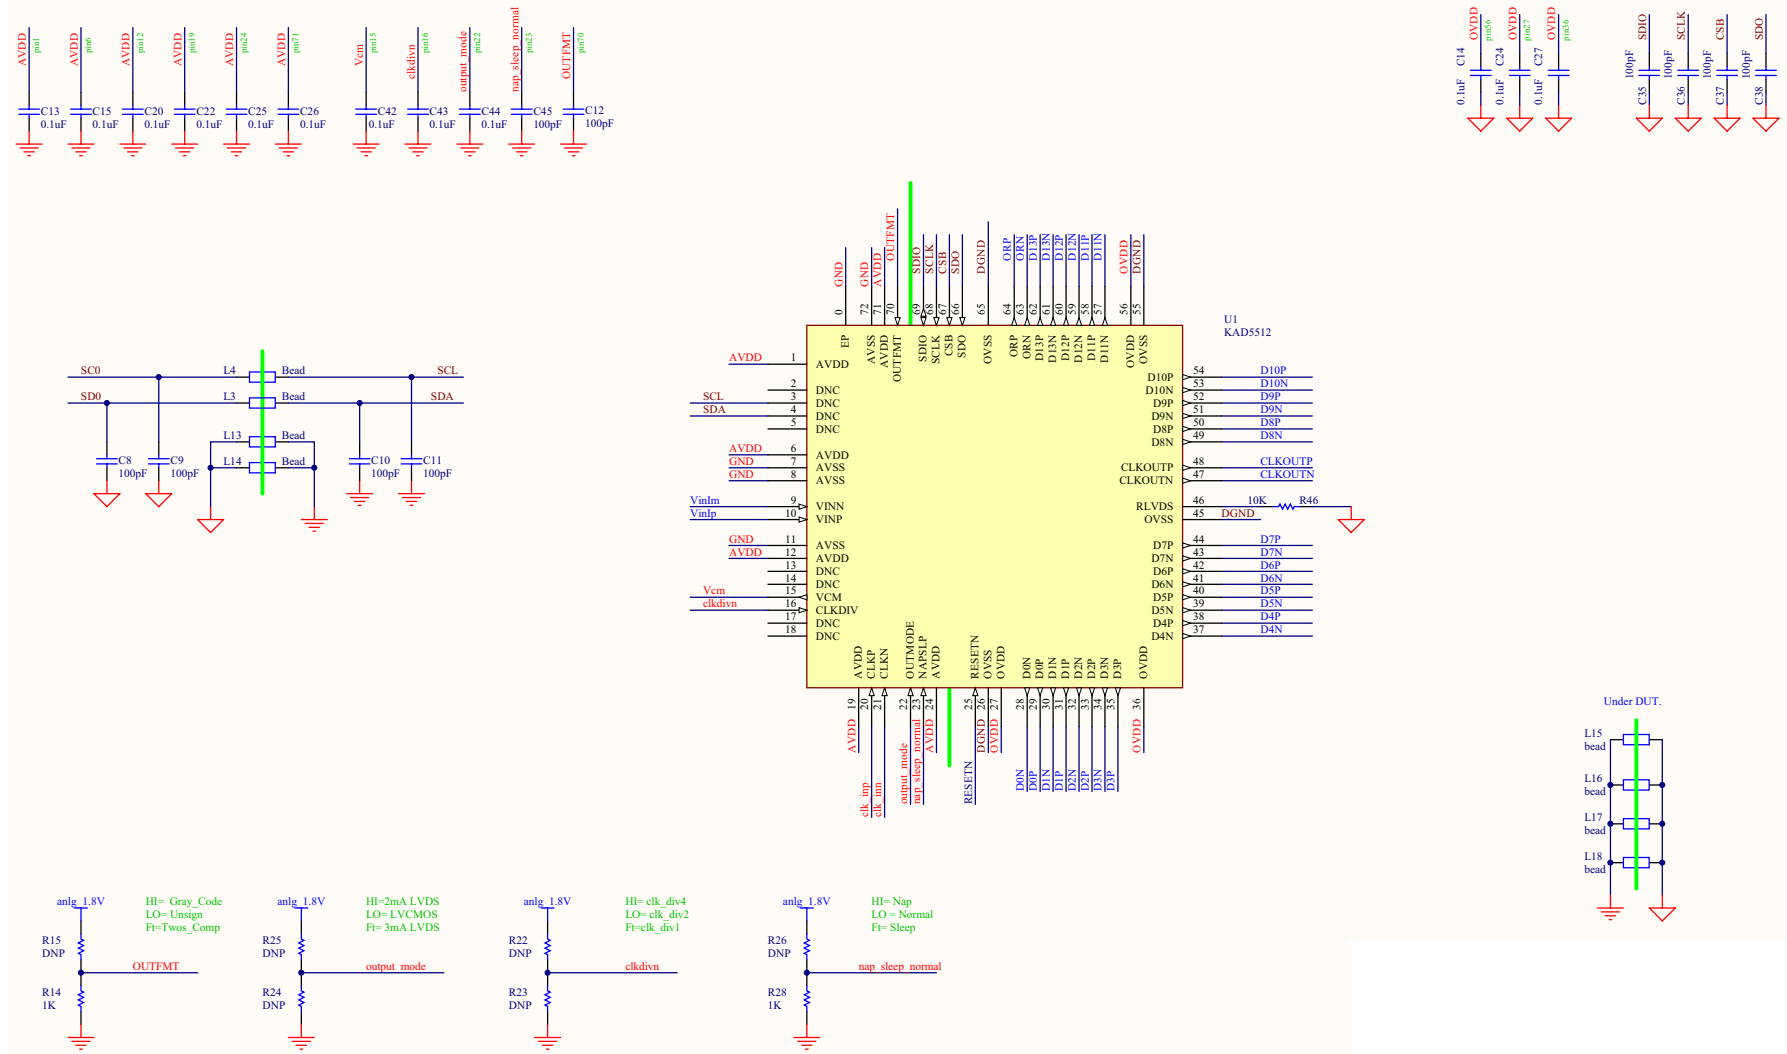 AVDD
pin1
C13
0.1uF
AVDD
pin6
C15
0.1uF
AVDD
pin12
C20
0.1uF
AVDD
pin19
C22
0.1uF
AVDD
pin24
C25
0.1uF
AVDD
pin71
C26
0.1uF
Vcm
pin15
C42
0.1uF
clkdivn
pin16
C43
0.1uF
output_mode
pin22
C44
0.1uF
nap_sleep_normal
pin23
C45
100pF
OUTFMT
pin70
C12
100pF
OVDD
pin56
C14
0.1uF
OVDD
pin27
C24
0.1uF
OVDD
pin36
C27
0.1uF
SDIO
100pF
C35
SCLK
100pF
C36
CSB
100pF
C37
SDO
100pF
C38
SC0
L4
Bead
SCL
SD0
L3
Bead
SDA
L13
Bead
L14
Bead
C8
100pF
C9
100pF
C10
100pF
C11
100pF
U1
KAD5512
GND
0
EP
GND
72
AVSS
AVDD
71
AVDD
OUTFMT
70
OUTFMT
SDIO
69
SDIO
SCLK
68
SCLK
CSB
67
CSB
SDO
66
SDO
DGND
65
OVSS
ORP
64
ORP
ORN
63
ORN
D13P
62
D13P
D13N
61
D13N
D12P
60
D12P
D12N
59
D12N
D11P
58
D11P
D11N
57
D11N
OVDD
56
OVDD
DGND
55
OVSS
AVDD 1 AVDD
2 DNC
SCL 3 DNC
SDA 4 DNC
5 DNC
AVDD 6 AVDD
GND 7 AVSS
GND 8 AVSS
VinIm 9 VINN
VinIp 10 VINP
GND 11 AVSS
AVDD 12 AVDD
13 DNC
14 DNC
Vcm 15 VCM
clkdivn 16 CLKDIV
17 DNC
18 DNC
D10P 54 D10P
D10N 53 D10N
D9P 52 D9P
D9N 51 D9N
D8P 50 D8P
D8N 49 D8N
CLKOUTP 48 CLKOUTP
CLKOUTN 47 CLKOUTN
RLVDS 46 10K R46
OVSS 45 DGND
D7P 44 D7P
D7N 43 D7N
D6P 42 D6P
D6N 41 D6N
D5P 40 D5P
D5N 39 D5N
D4P 38 D4P
D4N 37 D4N
AVDD
19
AVDD
CLKP
20
clk_inp
CLKN
21
clk_inn
OUTMODE
22
output_mode
NAPSLP
23
nap_sleep_normal
AVDD
24
AVDD
RESETN
25
RESETN
OVSS
26
DGND
OVDD
27
OVDD
D0N
28
D0N
D0P
29
D0P
D1N
30
D1N
D1P
31
D1P
D2N
32
D2N
D2P
33
D2P
D3N
34
D3N
D3P
35
D3P
OVDD
36
OVDD
Under DUT.
L15
bead
L16
bead
L17
bead
L18
bead
anlg_1.8V
HI= Gray_Code
LO= Unsign
Ft=Twos_Comp
R15
DNP
OUTFMT
R14
1K
anlg_1.8V
HI=2mA LVDS
LO= LVCMOS
Ft= 3mA LVDS
R25
DNP
output_mode
R24
DNP
anlg_1.8V
HI= clk_div4
LO= clk_div2
Ft=clk_div1
R22
DNP
clkdivn
R23
DNP
anlg_1.8V
HI= Nap
LO = Normal
Ft= Sleep
R26
DNP
nap_sleep_normal
R28
1K